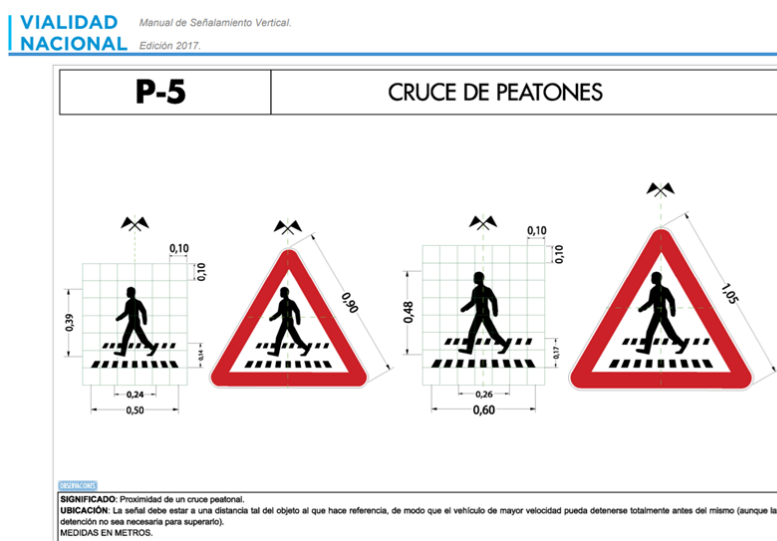 VIALIDAD
NACIONAL
Manual de Señalamiento Vertical.
Edición 2017.
P-5
CRUCE DE PEATONES
0,10
0,10
0,39
0,14
0,24
0,50
0,90
0,10
0,10
0,48
0,17
0,26
0,60
1,05
OBSERVACIONES
SIGNIFICADO: Proximidad de un cruce peatonal.
UBICACIÓN: La señal debe estar a una distancia tal del objeto al que hace referencia, de modo que el vehículo de mayor velocidad pueda detenerse totalmente antes del mismo (aunque la
detención no sea necesaria para superarlo).
MEDIDAS EN METROS.